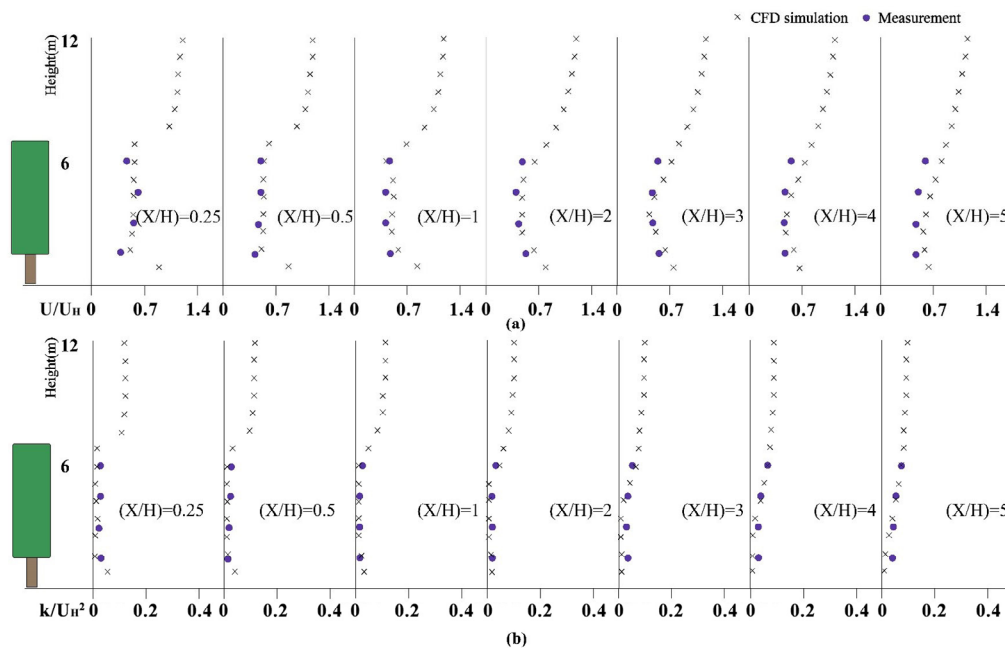 × CFD simulation ● Measurement
Height(m)
12
6
(X/H)=0.25 (X/H)=0.5 (X/H)=1 (X/H)=2 (X/H)=3 (X/H)=4 (X/H)=5
U/UH 0 0.7 1.4 0 0.7 1.4 0 0.7 1.4 0 0.7 1.4 0 0.7 1.4 0 0.7 1.4 0 0.7 1.4
(a)
Height(m)
12
6
(X/H)=0.25 (X/H)=0.5 (X/H)=1 (X/H)=2 (X/H)=3 (X/H)=4 (X/H)=5
k/UH² 0 0.2 0.4 0 0.2 0.4 0 0.2 0.4 0 0.2 0.4 0 0.2 0.4 0 0.2 0.4 0 0.2 0.4
(b)